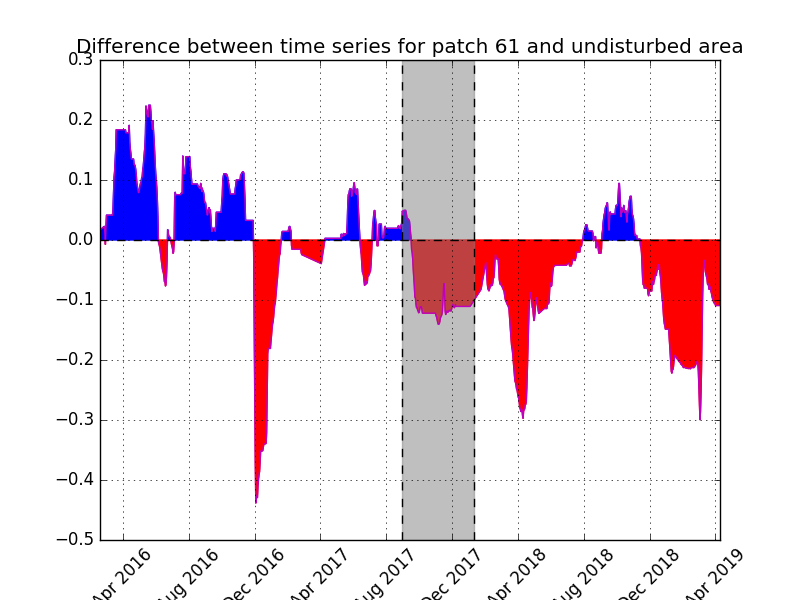 Difference between time series for patch 61 and undisturbed area
0.3
0.2
0.1
0.0
−0.1
−0.2
−0.3
−0.4
−0.5
Apr 2016
Aug 2016
Dec 2016
Apr 2017
Aug 2017
Dec 2017
Apr 2018
Aug 2018
Dec 2018
Apr 2019